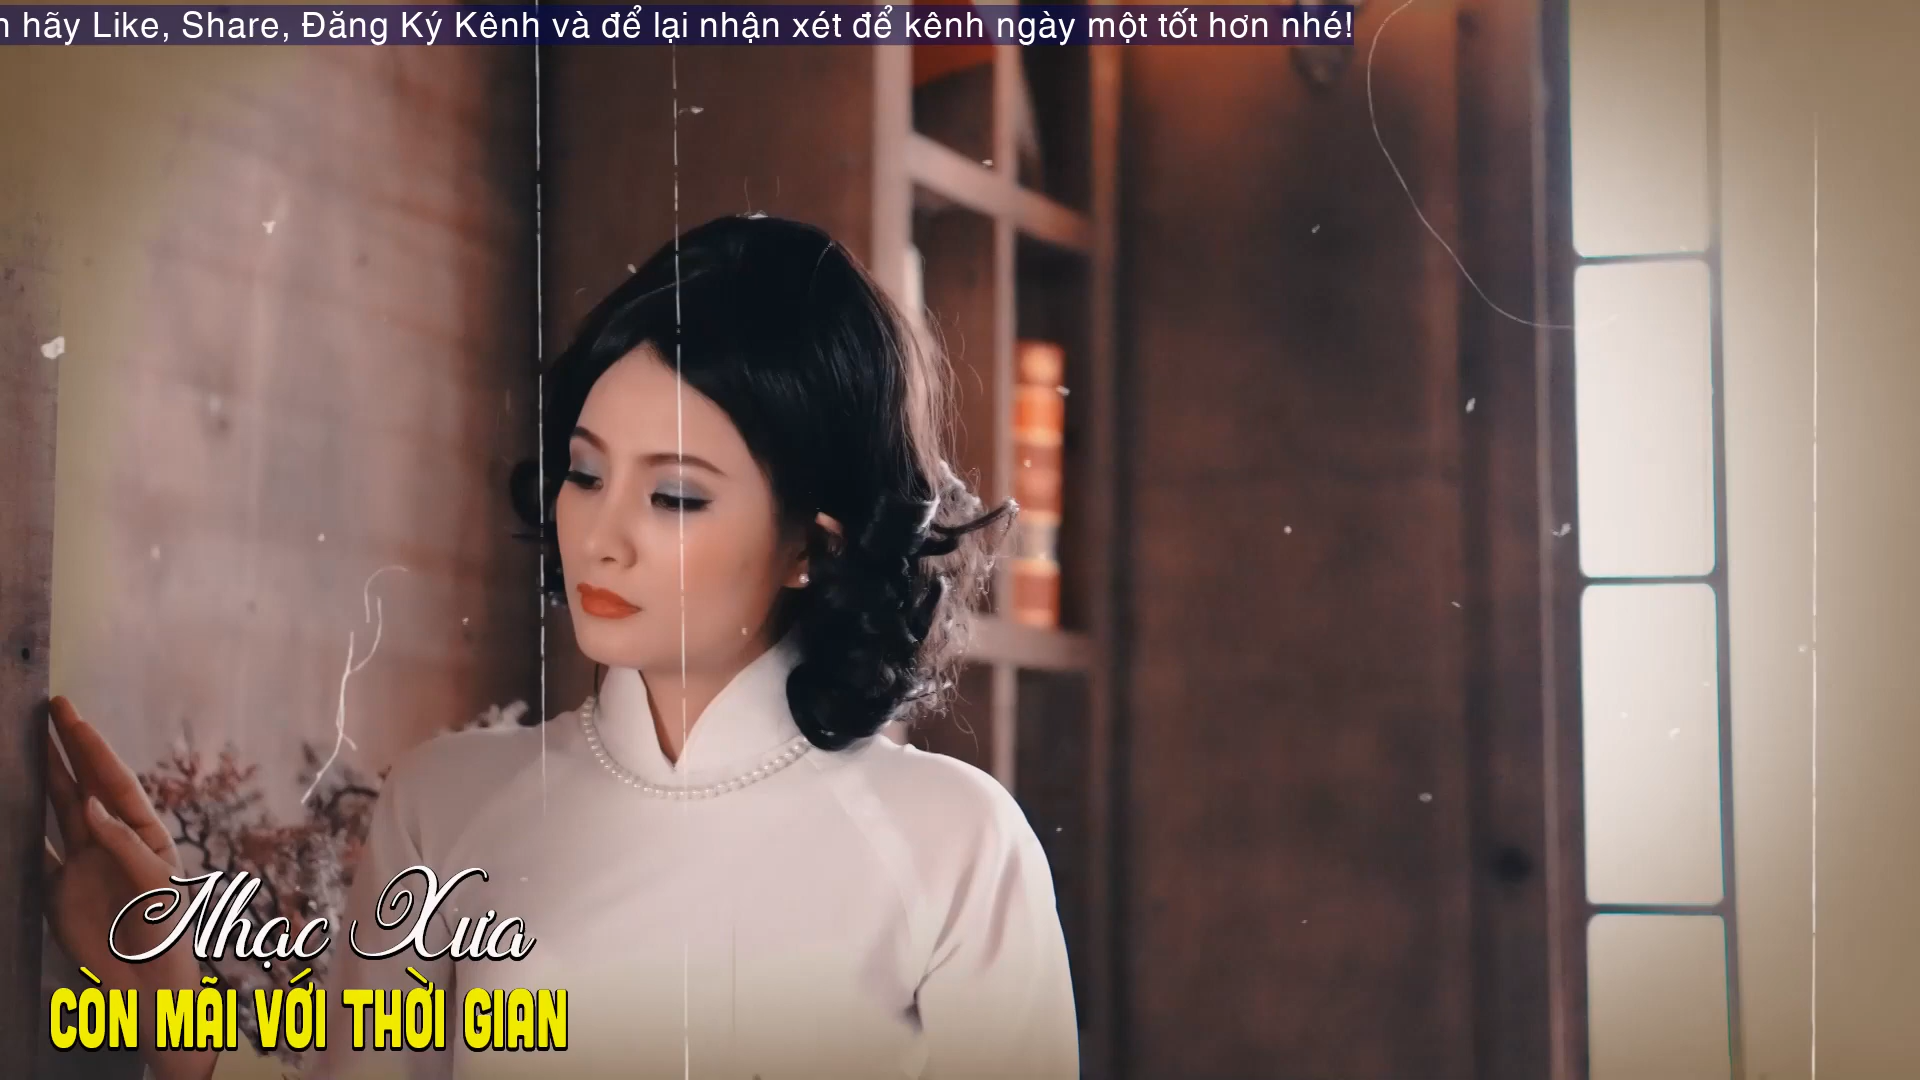 hãy Like, Share, Đăng Ký Kênh và để lại nhận xét để kênh ngày một tốt hơn nhé!
Nhạc Xưa
CÒN MÃI VỚI THỜI GIAN